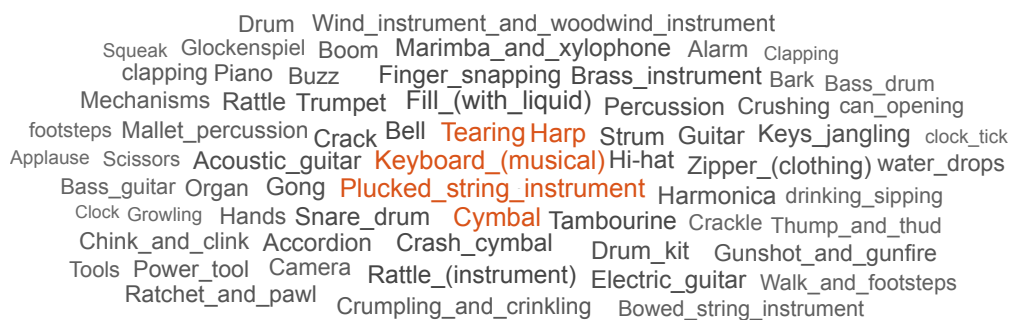 Drum Wind_instrument_and_woodwind_instrument
Squeak Glockenspiel Boom Marimba_and_xylophone Alarm Clapping
clapping Piano Buzz Finger_snapping Brass_instrument Bark Bass_drum
Mechanisms Rattle Trumpet Fill_(with_liquid) Percussion Crushing can_opening
footsteps Mallet_percussion Crack Bell Tearing Harp Strum Guitar Keys_jangling clock_tick
Applause Scissors Acoustic_guitar Keyboard_(musical) Hi-hat Zipper_(clothing) water_drops
Bass_guitar Organ Gong Plucked_string_instrument Harmonica drinking_sipping
Clock Growling Hands Snare_drum Cymbal Tambourine Crackle Thump_and_thud
Chink_and_clink Accordion Crash_cymbal Drum_kit Gunshot_and_gunfire
Tools Power_tool Camera Rattle_(instrument) Electric_guitar Walk_and_footsteps
Ratchet_and_pawl Crumpling_and_crinkling Bowed_string_instrument